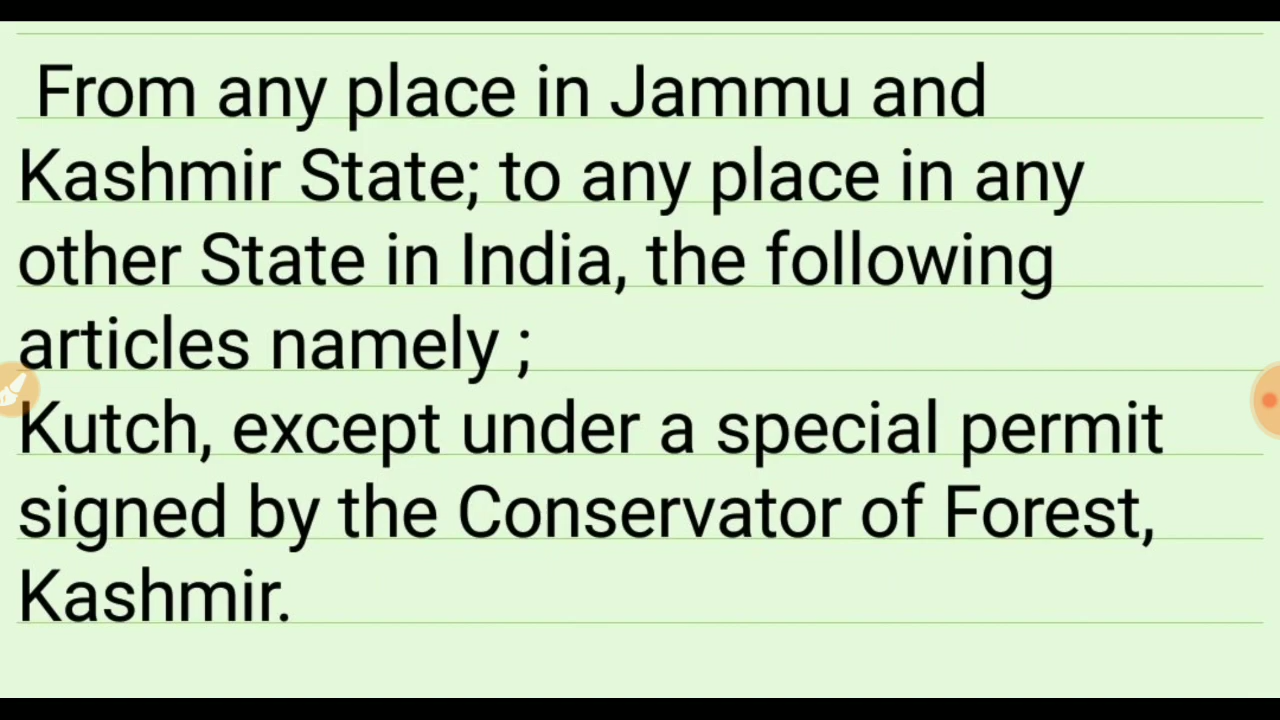 From any place in Jammu and
Kashmir State; to any place in any
other State in India, the following
articles namely ;
Kutch, except under a special permit
signed by the Conservator of Forest,
Kashmir.